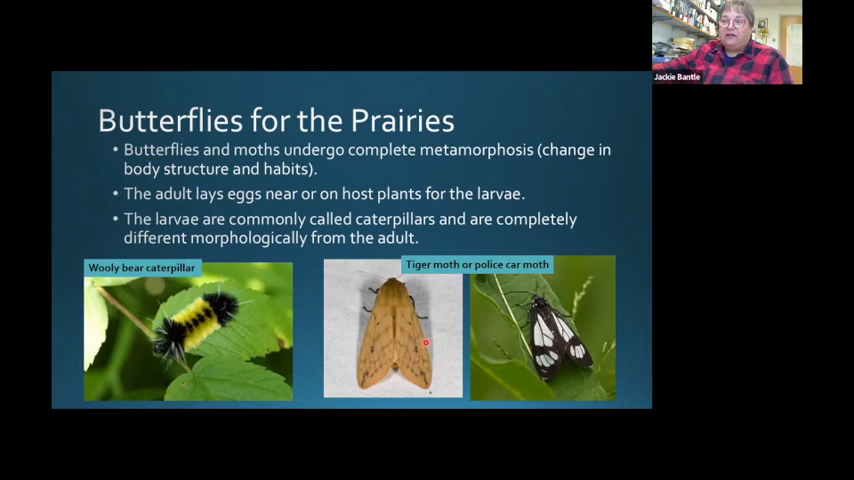 Jackie Bantle
Butterflies for the Prairies
• Butterflies and moths undergo complete metamorphosis (change in
body structure and habits).
• The adult lays eggs near or on host plants for the larvae.
• The larvae are commonly called caterpillars and are completely
different morphologically from the adult.
Wooly bear caterpillar
Tiger moth or police car moth